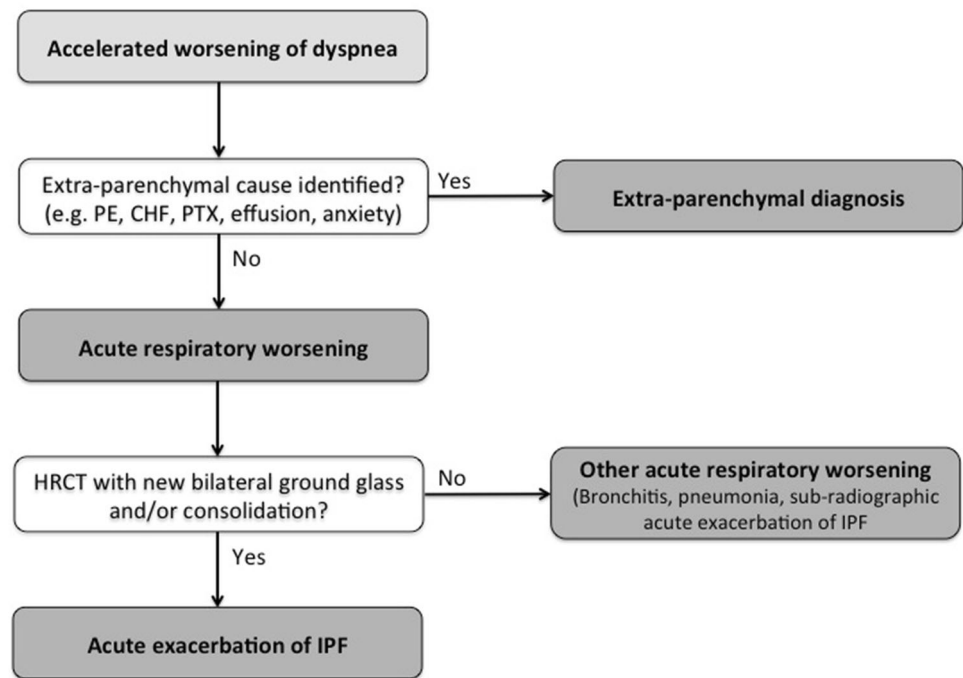 Accelerated worsening of dyspnea
Extra-parenchymal cause identified?
(e.g. PE, CHF, PTX, effusion, anxiety)
Yes
Extra-parenchymal diagnosis
No
Acute respiratory worsening
HRCT with new bilateral ground glass
and/or consolidation?
No
Other acute respiratory worsening
(Bronchitis, pneumonia, sub-radiographic
acute exacerbation of IPF
Yes
Acute exacerbation of IPF